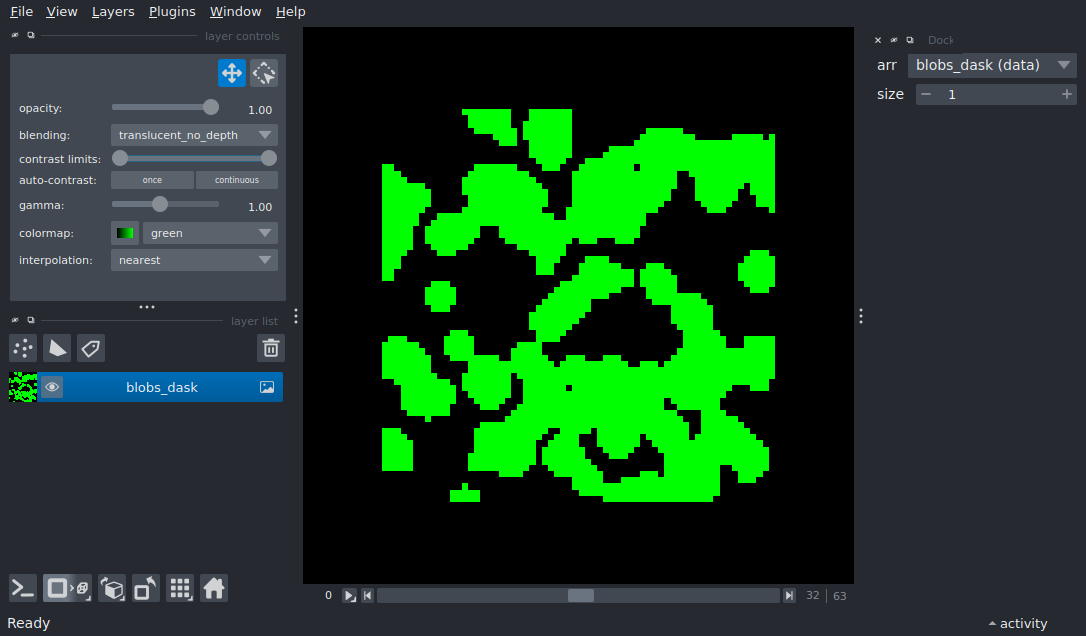 File View Layers Plugins Window Help
layer controls
opacity: 1.00
blending: translucent_no_depth
contrast limits:
auto-contrast: once continuous
gamma: 1.00
colormap: green
interpolation: nearest
layer list
blobs_dask
Dock
arr blobs_dask (data)
size 1
0 32 63
Ready
activity